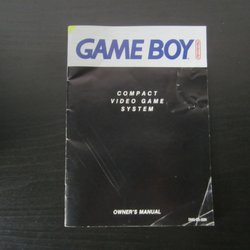 GAME BOY
COMPACT
VIDEO GAME
SYSTEM
OWNER'S MANUAL